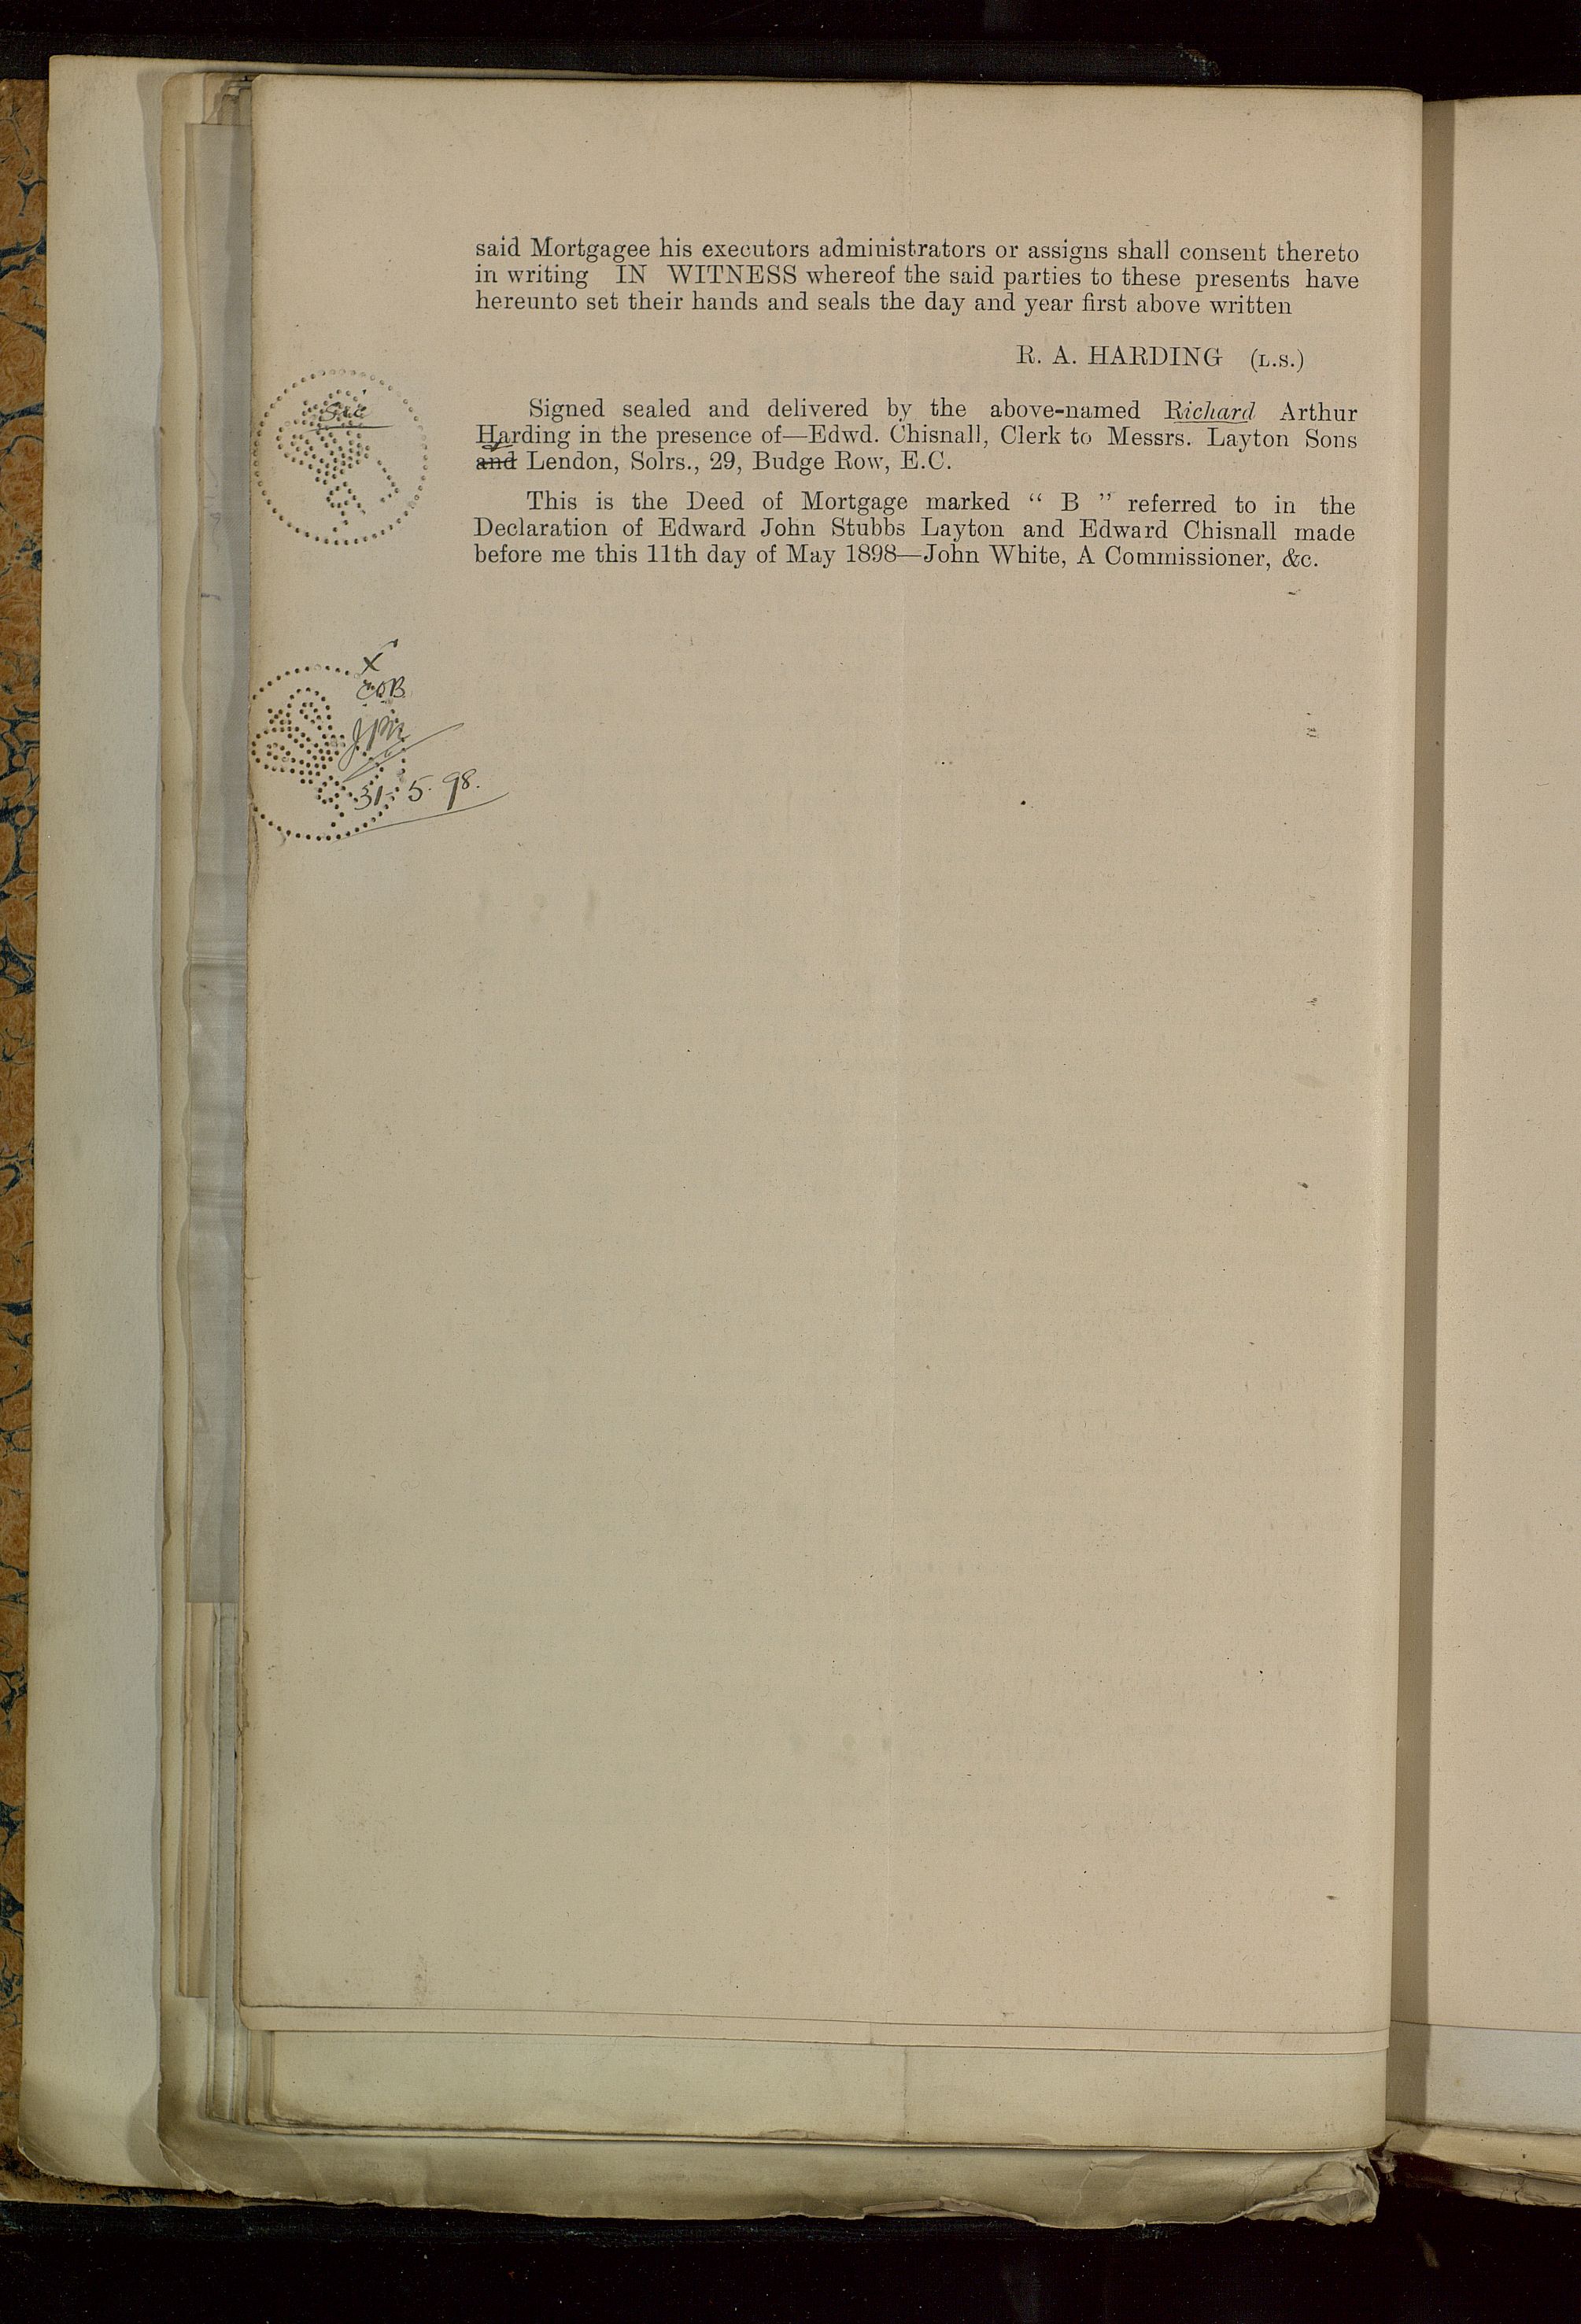 said Mortgagee his executors administrators or assigns shall consent thereto
in writing IN WITNESS whereof the said parties to these presents have
hereunto set their hands and seals the day and year first above written
R. A. HARDING (L.S.)
Signed sealed and delivered by the above-named Richard Arthur
Harding in the presence of—Edwd. Chisnall, Clerk to Messrs. Layton Sons
and Lendon, Solrs., 29, Budge Row, E.C.
This is the Deed of Mortgage marked “ B ” referred to in the
Declaration of Edward John Stubbs Layton and Edward Chisnall made
before me this 11th day of May 1898—John White, A Commissioner, &c.
X
31-5-98.